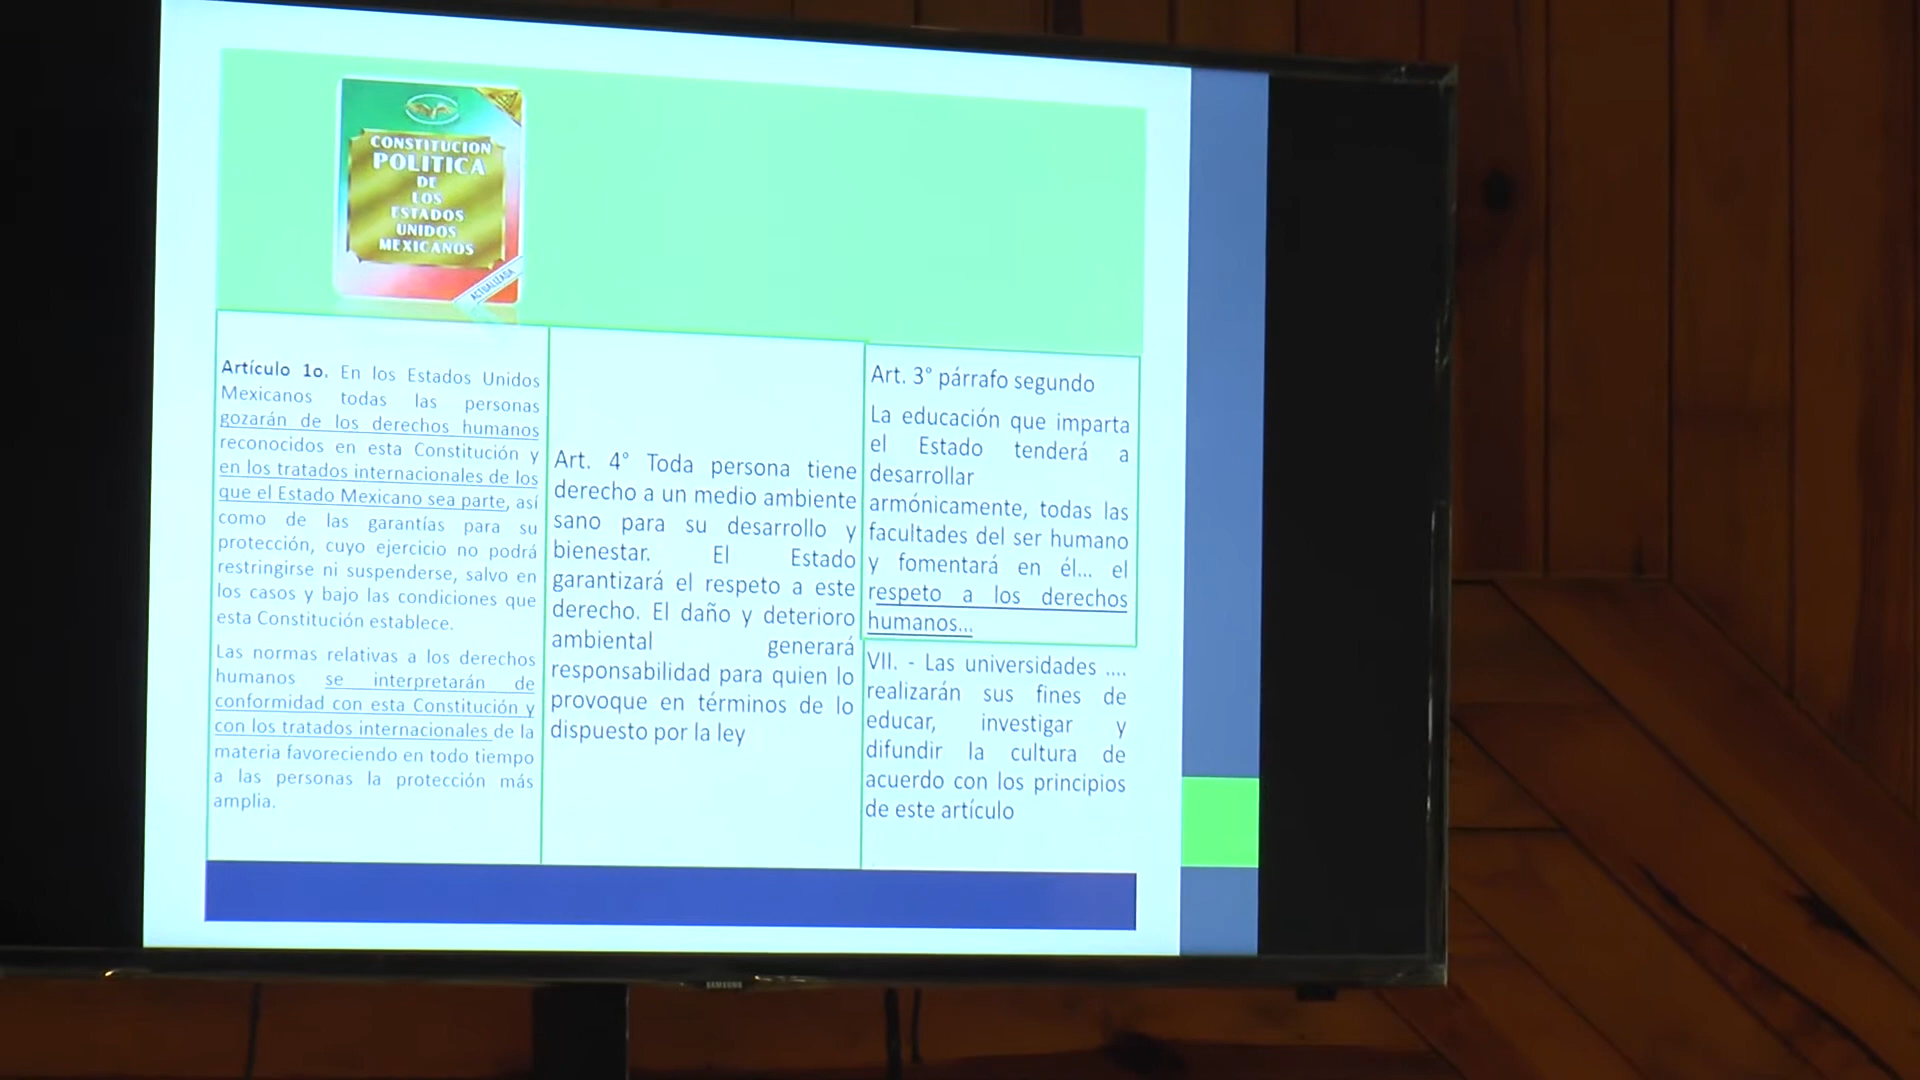 CONSTITUCION
POLITICA
DE
LOS
ESTADOS
UNIDOS
MEXICANOS
ACTUALIZADA
Artículo 1o. En los Estados Unidos
Mexicanos todas las personas
gozarán de los derechos humanos
reconocidos en esta Constitución y
en los tratados internacionales de los
que el Estado Mexicano sea parte, así
como de las garantías para su
protección, cuyo ejercicio no podrá
restringirse ni suspenderse, salvo en
los casos y bajo las condiciones que
esta Constitución establece.
Las normas relativas a los derechos
humanos se interpretarán de
conformidad con esta Constitución y
con los tratados internacionales de la
materia favoreciendo en todo tiempo
a las personas la protección más
amplia.
Art. 4° Toda persona tiene
derecho a un medio ambiente
sano para su desarrollo y
bienestar. El Estado
garantizará el respeto a este
derecho. El daño y deterioro
ambiental generará
responsabilidad para quien lo
provoque en términos de lo
dispuesto por la ley
Art. 3° párrafo segundo
La educación que imparta
el Estado tenderá a
desarrollar
armónicamente, todas las
facultades del ser humano
y fomentará en él... el
respeto a los derechos
humanos...
VII. - Las universidades ....
realizarán sus fines de
educar, investigar y
difundir la cultura de
acuerdo con los principios
de este artículo
SAMSUNG